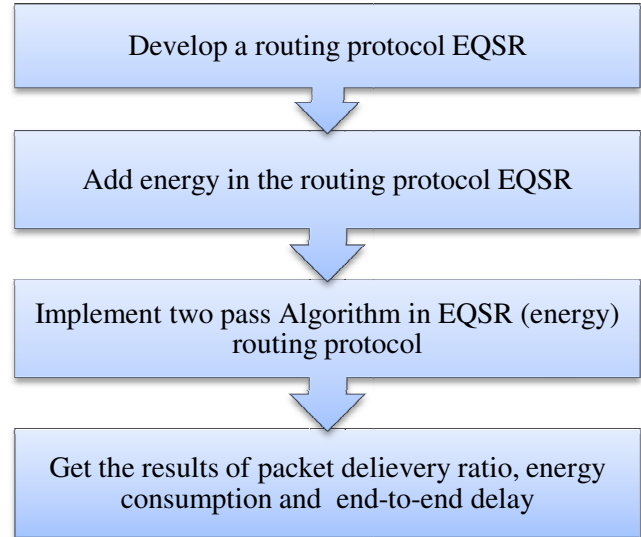 Develop a routing protocol EQSR
Add energy in the routing protocol EQSR
Implement two pass Algorithm in EQSR (energy)
routing protocol
Get the results of packet delievery ratio, energy
consumption and end-to-end delay